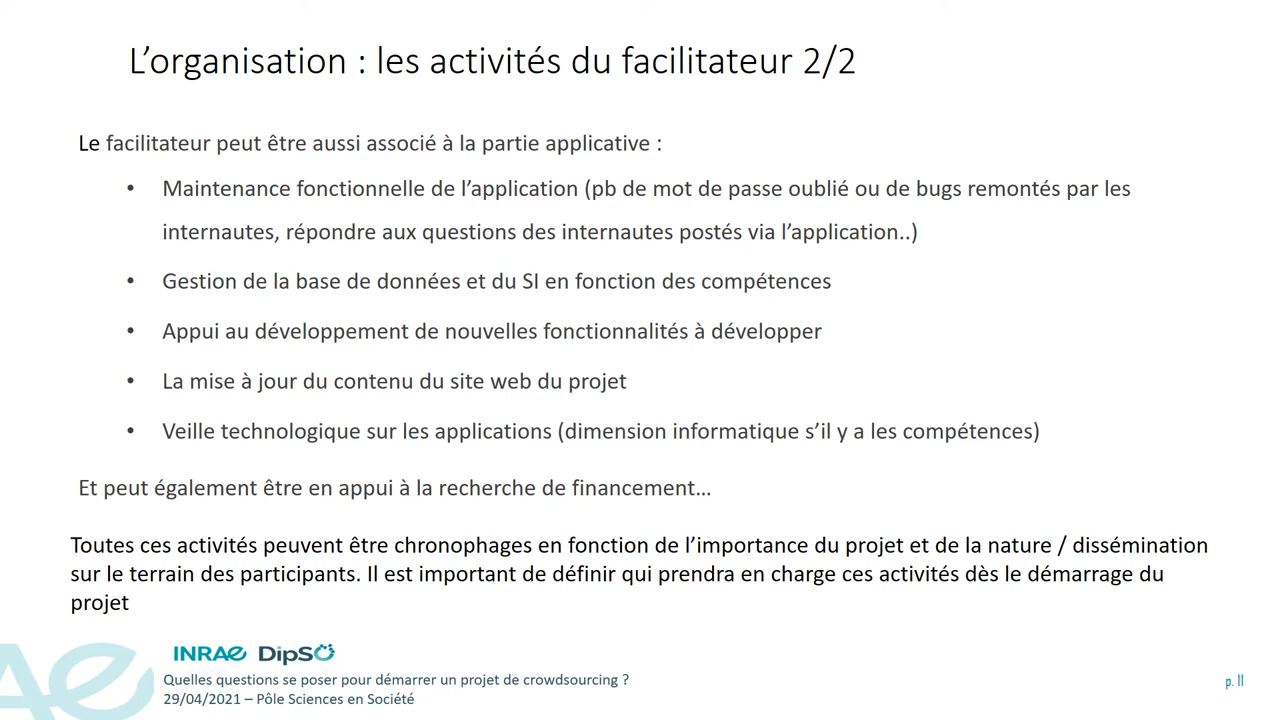 L’organisation : les activités du facilitateur 2/2
Le facilitateur peut être aussi associé à la partie applicative :
• Maintenance fonctionnelle de l’application (pb de mot de passe oublié ou de bugs remontés par les
internautes, répondre aux questions des internautes postés via l’application..)
• Gestion de la base de données et du SI en fonction des compétences
• Appui au développement de nouvelles fonctionnalités à développer
• La mise à jour du contenu du site web du projet
• Veille technologique sur les applications (dimension informatique s’il y a les compétences)
Et peut également être en appui à la recherche de financement…
Toutes ces activités peuvent être chronophages en fonction de l’importance du projet et de la nature / dissémination
sur le terrain des participants. Il est important de définir qui prendra en charge ces activités dès le démarrage du
projet
INRAE DipSO
Quelles questions se poser pour démarrer un projet de crowdsourcing ?
29/04/2021 – Pôle Sciences en Société
p. 11